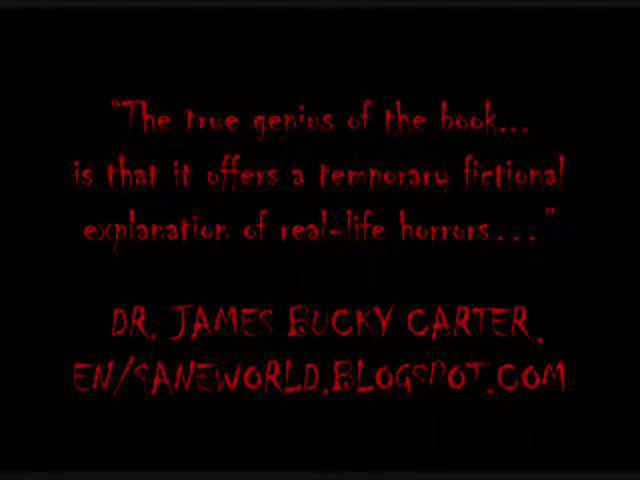 "The true genius of the book...
is that it offers a temporary fictional
explanation of real-life horrors..."
DR. JAMES BUCKY CARTER.
EN/SANEWORLD.BLOGSPOT.COM